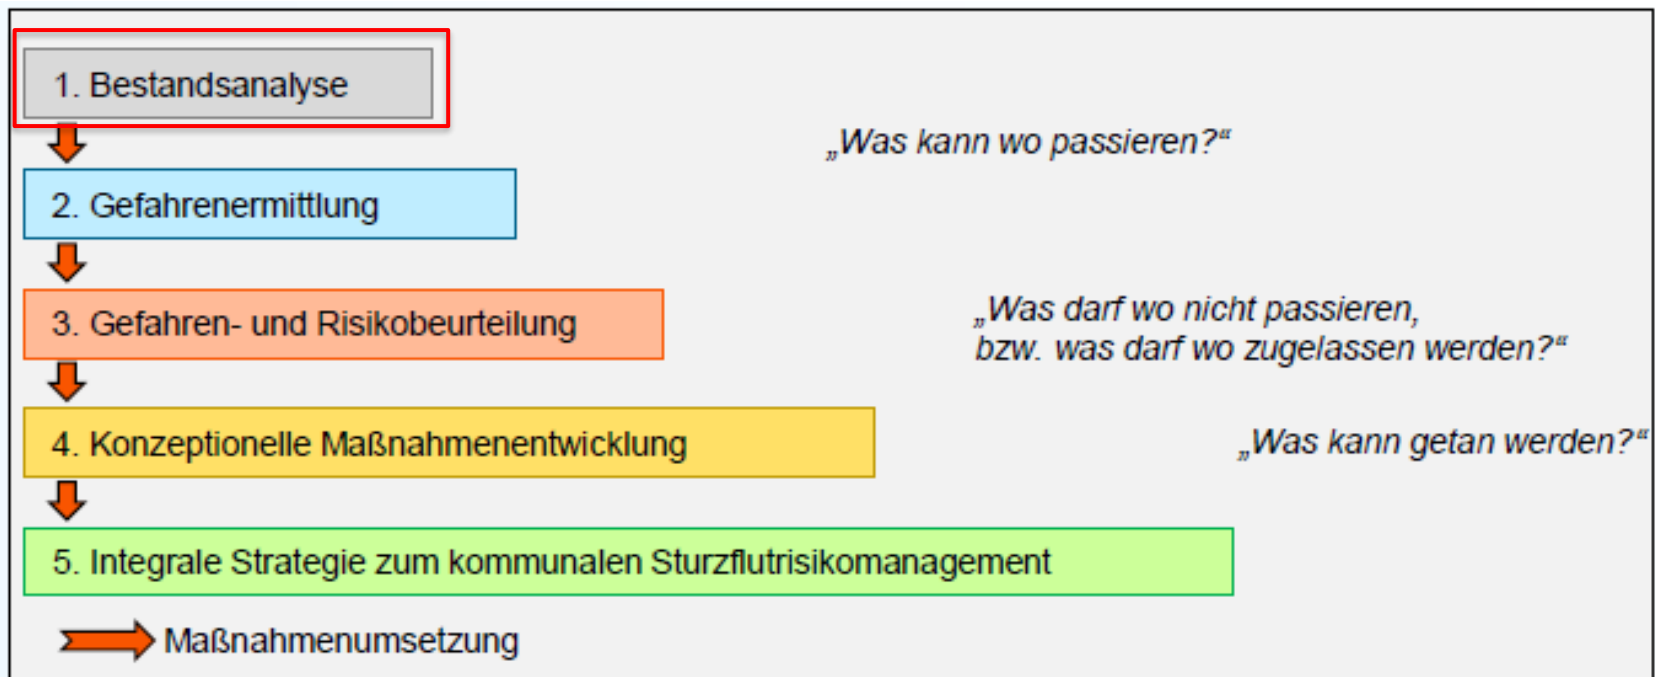 1. Bestandsanalyse
„Was kann wo passieren?“
2. Gefahrenermittlung
3. Gefahren- und Risikobeurteilung
„Was darf wo nicht passieren,
bzw. was darf wo zugelassen werden?“
4. Konzeptionelle Maßnahmenentwicklung
„Was kann getan werden?“
5. Integrale Strategie zum kommunalen Sturzflutrisikomanagement
Maßnahmenumsetzung